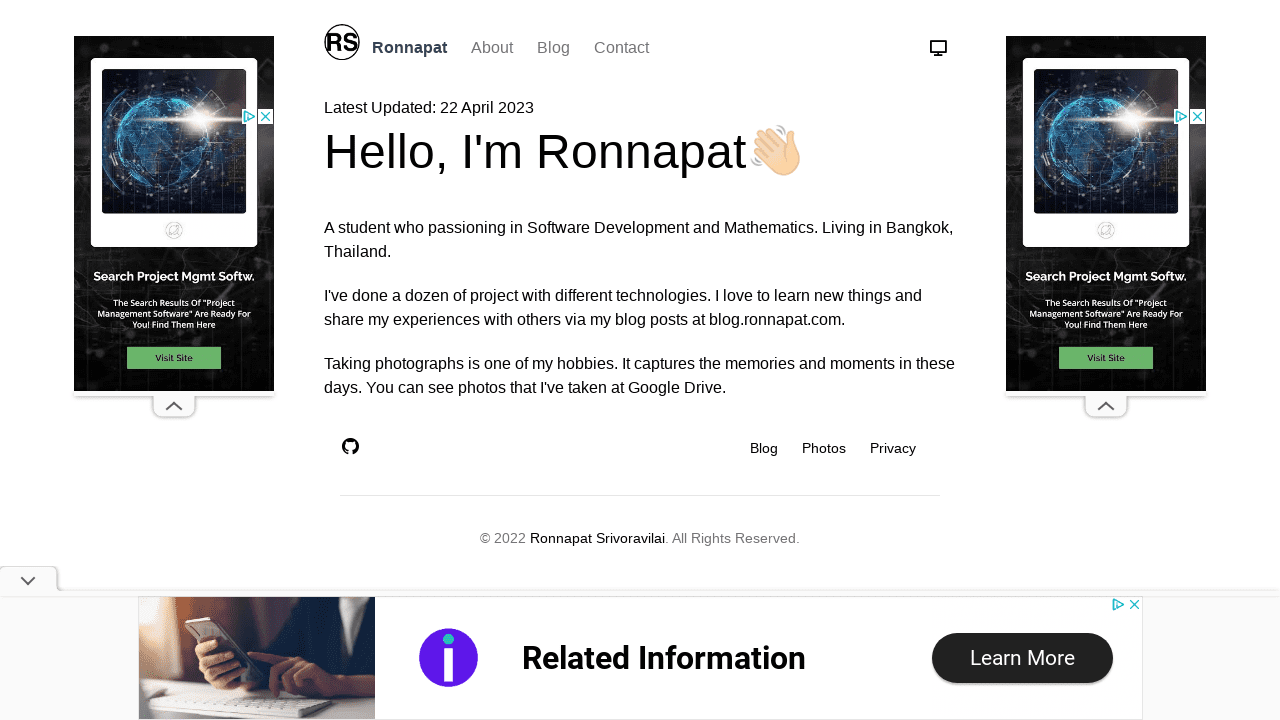 RS Ronnapat About Blog Contact
Latest Updated: 22 April 2023
Hello, I'm Ronnapat👋🏼
A student who passioning in Software Development and Mathematics. Living in Bangkok,
Thailand.
I've done a dozen of project with different technologies. I love to learn new things and
share my experiences with others via my blog posts at blog.ronnapat.com.
Taking photographs is one of my hobbies. It captures the memories and moments in these
days. You can see photos that I've taken at Google Drive.
Blog Photos Privacy
© 2022 Ronnapat Srivoravilai. All Rights Reserved.
Search Project Mgmt Softw.
The Search Results Of "Project
Management Software" Are Ready For
You! Find Them Here
Visit Site
Search Project Mgmt Softw.
The Search Results Of "Project
Management Software" Are Ready For
You! Find Them Here
Visit Site
Related Information
Learn More